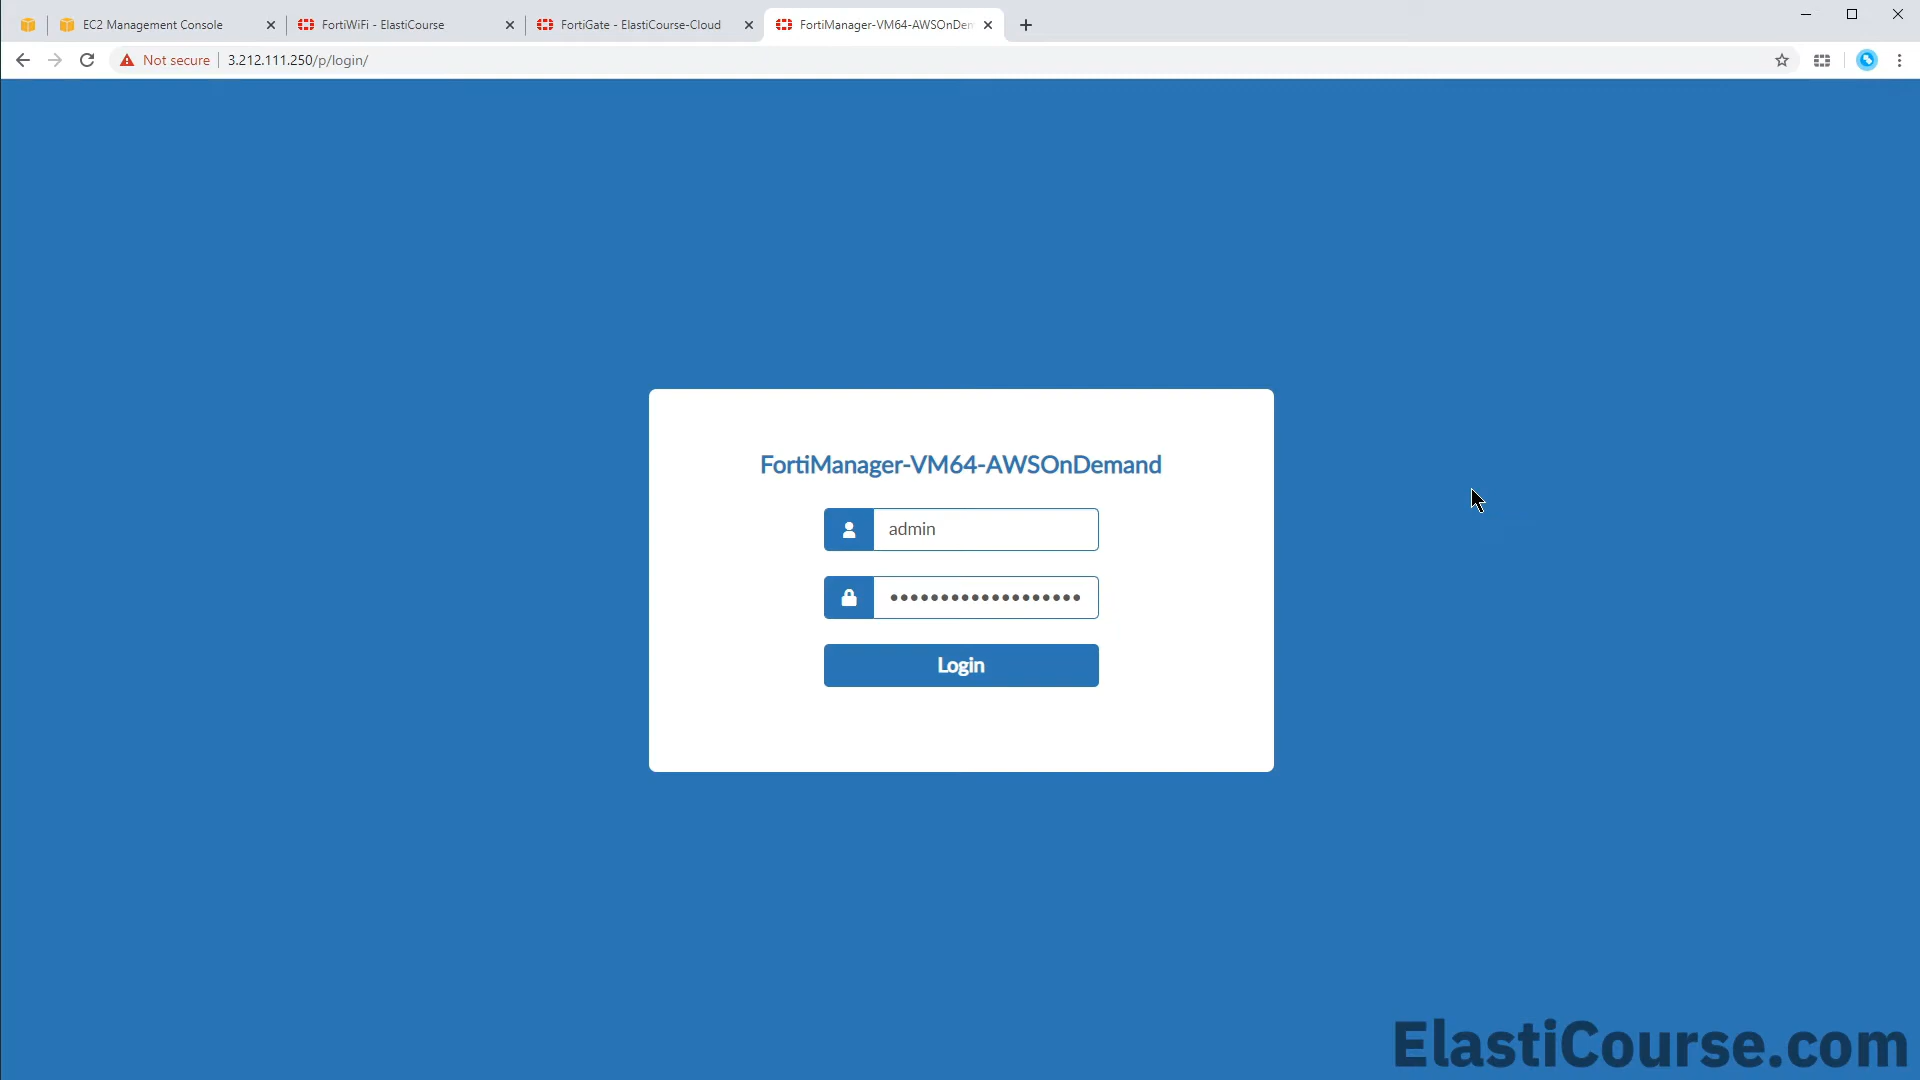 EC2 Management Console
FortiWiFi - ElastiCourse
FortiGate - ElastiCourse-Cloud
FortiManager-VM64-AWSOnDem
Not secure
3.212.111.250/p/login/
FortiManager-VM64-AWSOnDemand
admin
Login
ElastiCourse.com